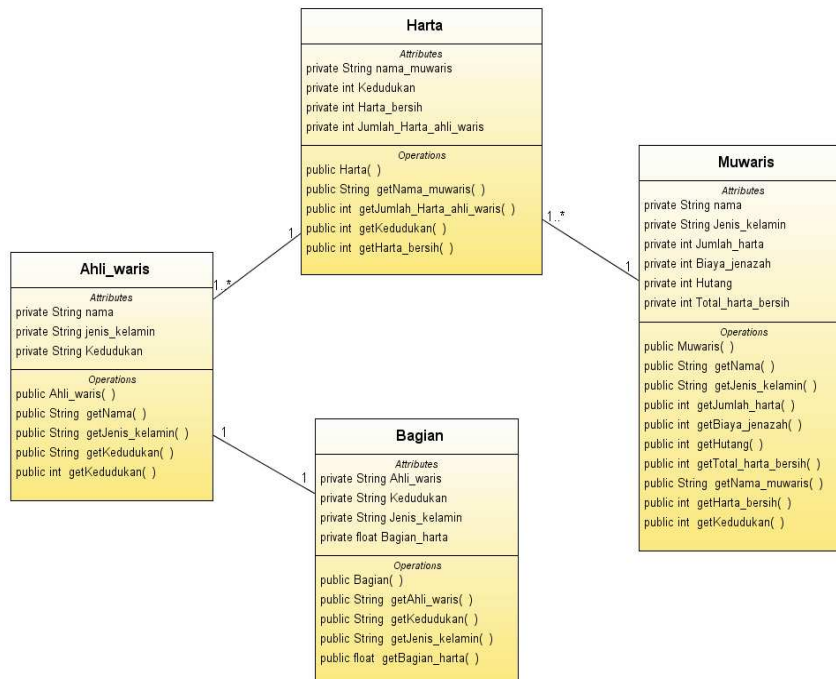 Harta
Attributes
private String nama_muwaris
private int Kedudukan
private int Harta_bersih
private int Jumlah_Harta_ahli_waris
Operations
public Harta( )
public String getNama_muwaris( )
public int getJumlah_Harta_ahli_waris( )
public int getKedudukan( )
public int getHarta_bersih( )
1
1..*
1..*
1
Muwaris
Attributes
private String nama
private String Jenis_kelamin
private int Jumlah_harta
private int Biaya_jenazah
private int Hutang
private int Total_harta_bersih
Operations
public Muwaris( )
public String getNama( )
public String getJenis_kelamin( )
public int getJumlah_harta( )
public int getBiaya_jenazah( )
public int getHutang( )
public int getTotal_harta_bersih( )
public String getNama_muwaris( )
public int getHarta_bersih( )
public int getKedudukan( )
Ahli_waris
Attributes
private String nama
private String jenis_kelamin
private String Kedudukan
Operations
public Ahli_waris( )
public String getNama( )
public String getJenis_kelamin( )
public String getKedudukan( )
public int getKedudukan( )
1
1
Bagian
Attributes
private String Ahli_waris
private String Kedudukan
private String Jenis_kelamin
private float Bagian_harta
Operations
public Bagian( )
public String getAhli_waris( )
public String getKedudukan( )
public String getJenis_kelamin( )
public float getBagian_harta( )